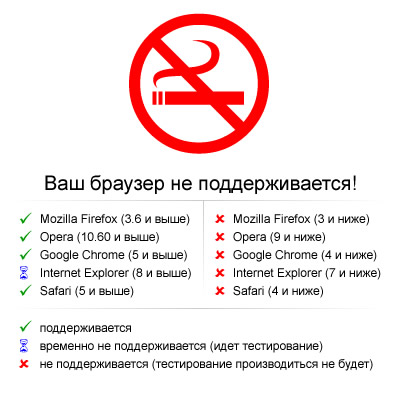 Ваш браузер не поддерживается!
Mozilla Firefox (3.6 и выше)
Opera (10.60 и выше)
Google Chrome (5 и выше)
Internet Explorer (8 и выше)
Safari (5 и выше)
Mozilla Firefox (3 и ниже)
Opera (9 и ниже)
Google Chrome (4 и ниже)
Internet Explorer (7 и ниже)
Safari (4 и ниже)
поддерживается
временно не поддерживается (идет тестирование)
не поддерживается (тестирование производиться не будет)